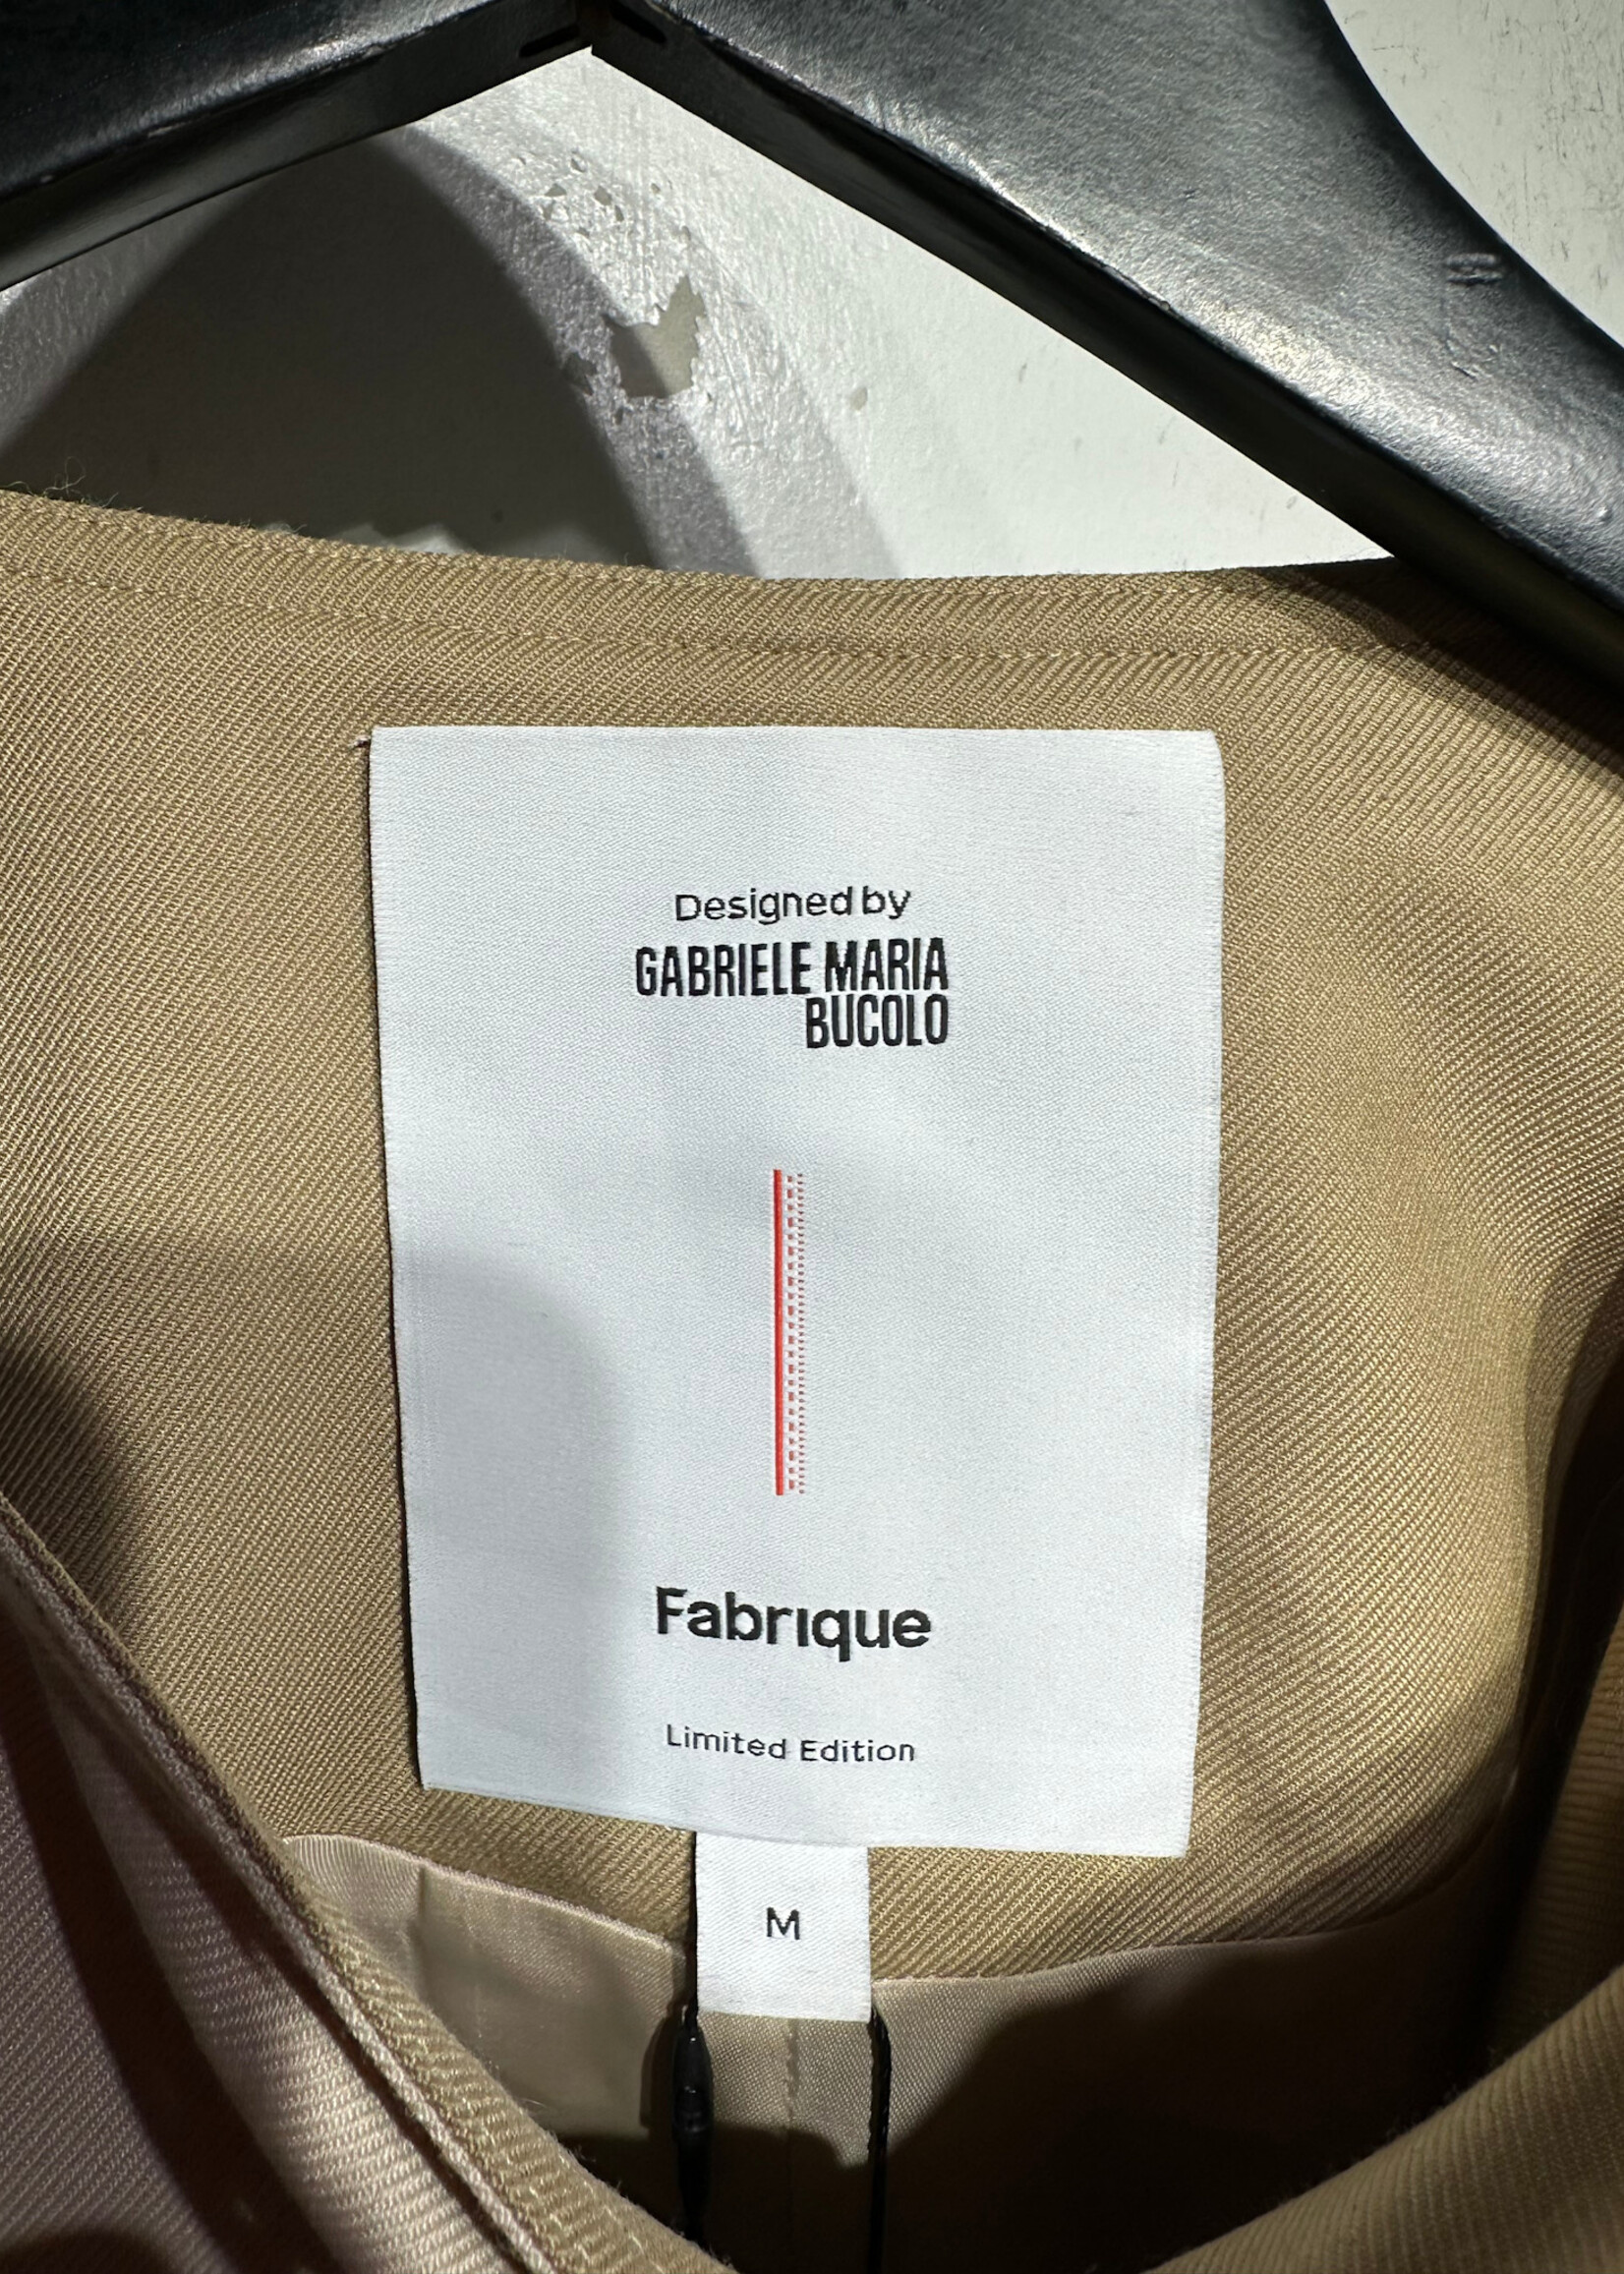 Designed by
GABRIELE MARIA
BUCOLO
Fabrique
Limited Edition
M